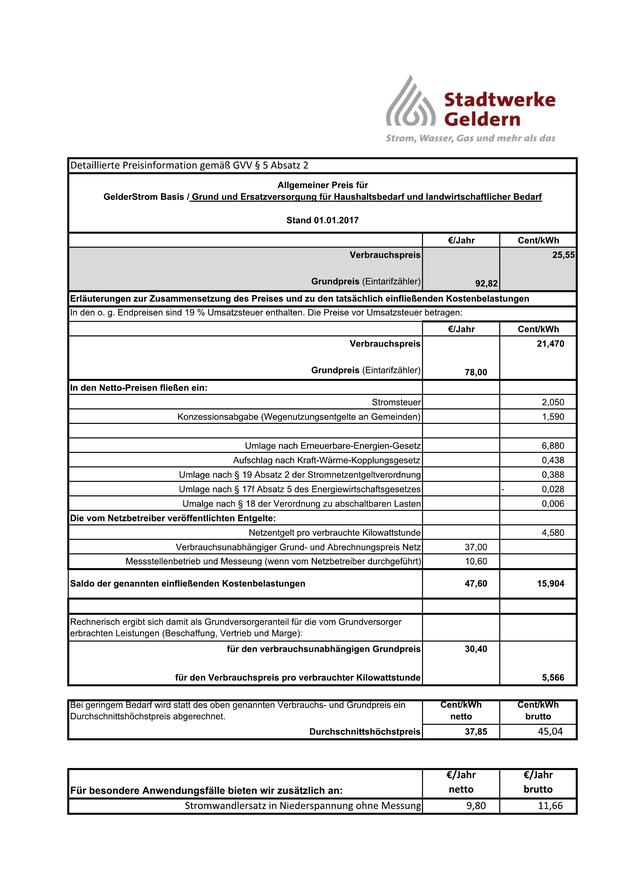 Stadtwerke
Geldern
Strom, Wasser, Gas und mehr als das
Detaillierte Preisinformation gemäß GVV § 5 Absatz 2
Allgemeiner Preis für
GelderStrom Basis / Grund und Ersatzversorgung für Haushaltsbedarf und landwirtschaftlicher Bedarf
Stand 01.01.2017
€/Jahr Cent/kWh
Verbrauchspreis 25,55
Grundpreis (Eintarifzähler) 92,82
Erläuterungen zur Zusammensetzung des Preises und zu den tatsächlich einfließenden Kostenbelastungen
In den o. g. Endpreisen sind 19 % Umsatzsteuer enthalten. Die Preise vor Umsatzsteuer betragen:
€/Jahr Cent/kWh
Verbrauchspreis 21,470
Grundpreis (Eintarifzähler) 78,00
In den Netto-Preisen fließen ein:
Stromsteuer 2,050
Konzessionsabgabe (Wegenutzungsentgelte an Gemeinden) 1,590
Umlage nach Erneuerbare-Energien-Gesetz 6,880
Aufschlag nach Kraft-Wärme-Kopplungsgesetz 0,438
Umlage nach § 19 Absatz 2 der Stromnetzentgeltverordnung 0,388
Umlage nach § 17f Absatz 5 des Energiewirtschaftsgesetzes - 0,028
Umalge nach § 18 der Verordnung zu abschaltbaren Lasten 0,006
Die vom Netzbetreiber veröffentlichten Entgelte:
Netzentgelt pro verbrauchte Kilowattstunde 4,580
Verbrauchsunabhängiger Grund- und Abrechnungspreis Netz 37,00
Messstellenbetrieb und Messeung (wenn vom Netzbetreiber durchgeführt) 10,60
Saldo der genannten einfließenden Kostenbelastungen 47,60 15,904
Rechnerisch ergibt sich damit als Grundversorgeranteil für die vom Grundversorger
erbrachten Leistungen (Beschaffung, Vertrieb und Marge):
für den verbrauchsunabhängigen Grundpreis 30,40
für den Verbrauchspreis pro verbrauchter Kilowattstunde 5,566
Bei geringem Bedarf wird statt des oben genannten Verbrauchs- und Grundpreis ein Cent/kWh Cent/kWh
Durchschnittshöchstpreis abgerechnet. netto brutto
Durchschnittshöchstpreis 37,85 45,04
€/Jahr €/Jahr
Für besondere Anwendungsfälle bieten wir zusätzlich an: netto brutto
Stromwandlersatz in Niederspannung ohne Messung 9,80 11,66